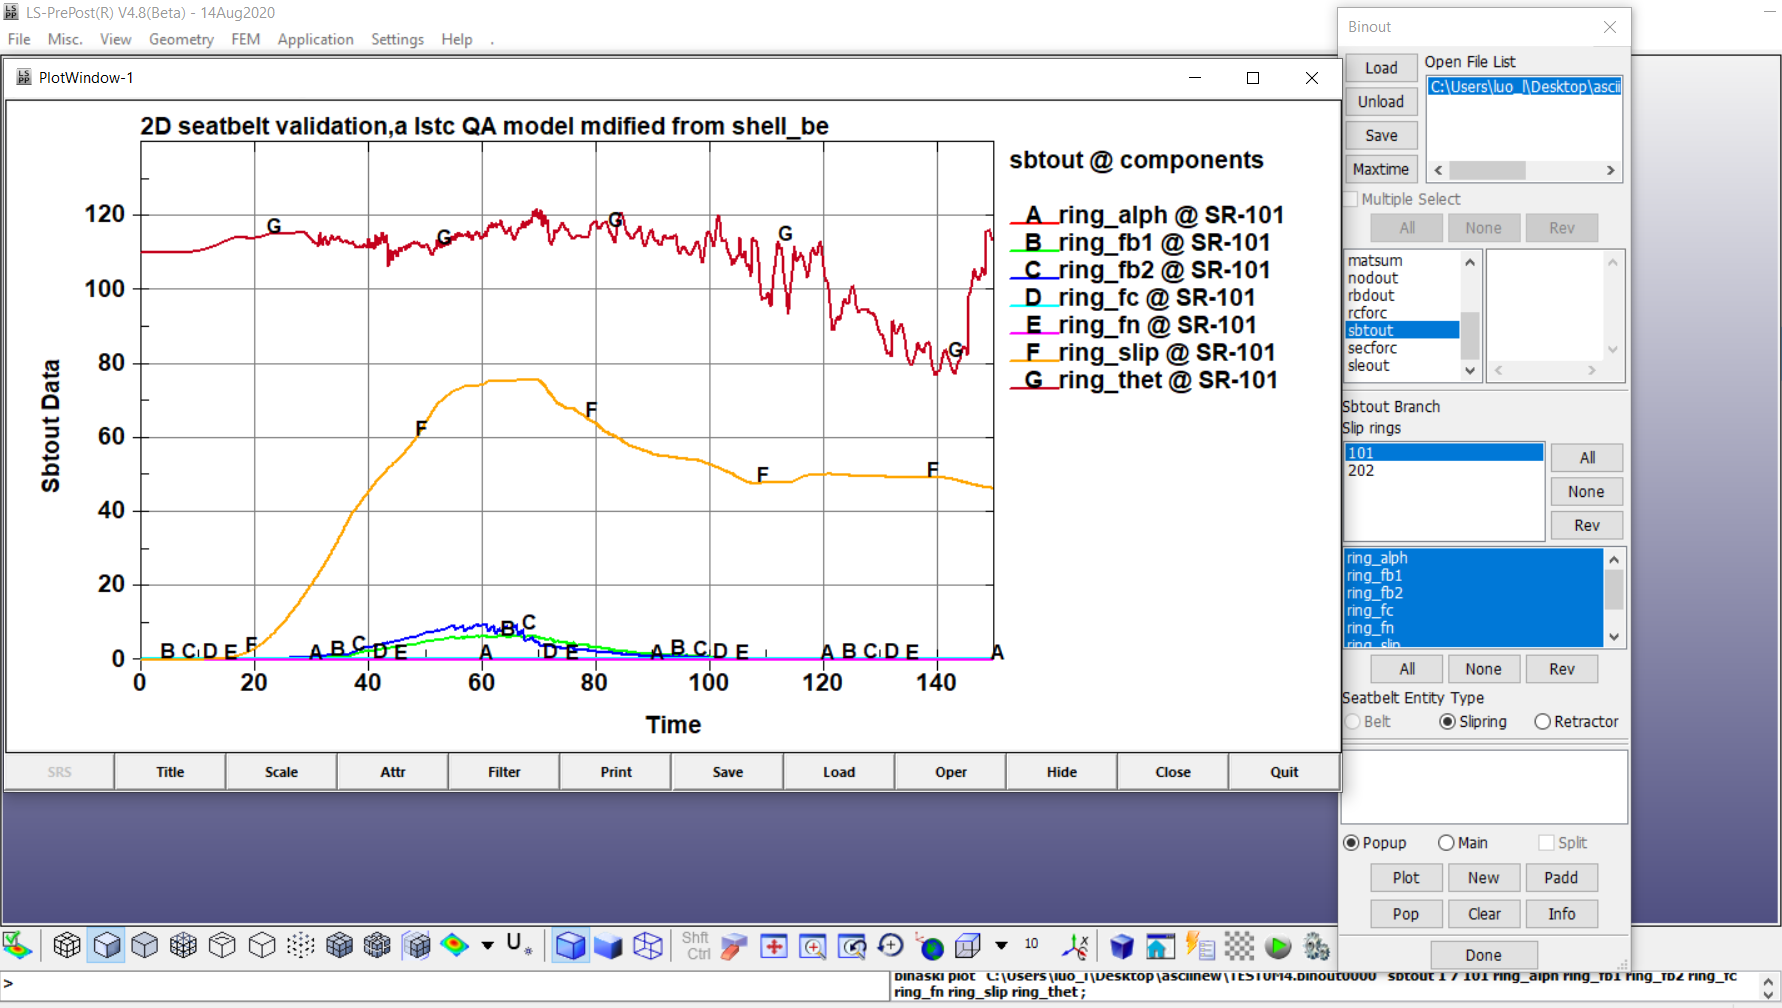 LS-PrePost(R) V4.8(Beta) - 14Aug2020
File Misc. View Geometry FEM Application Settings Help .
PlotWindow-1
2D seatbelt validation,a lstc QA model mdified from shell_be
sbtout @ components
A ring_alph @ SR-101
B ring_fb1 @ SR-101
C ring_fb2 @ SR-101
D ring_fc @ SR-101
E ring_fn @ SR-101
F ring_slip @ SR-101
G ring_thet @ SR-101
Sbtout Data
120
100
80
60
40
20
0
G G G G G
F F F F F
B C D E A B C D E A B C D E A B C D E A B C D E A
0 20 40 60 80 100 120 140
Time
SRS Title Scale Attr Filter Print Save Load Oper Hide Close Quit
Binout
Load Open File List
C:\Users\luo_l\Desktop\ascii
Unload
Save
Maxtime
Multiple Select
All None Rev
matsum
nodout
rbdout
rcforc
sbtout
secforc
sleout
Sbtout Branch
Slip rings
101
202
All
None
Rev
ring_alph
ring_fb1
ring_fb2
ring_fc
ring_fn
ring_slip
All None Rev
Seatbelt Entity Type
Belt Slipring Retractor
Popup Main Split
Plot New Padd
Pop Clear Info
Done
U*
Shft
Ctrl
10
>
binaski plot "C:\Users\luo_l\Desktop\asciinew\TEST0M4.binout0000" sbtout 1 7 101 ring_alph ring_fb1 ring_fb2 ring_fc
ring_fn ring_slip ring_thet ;